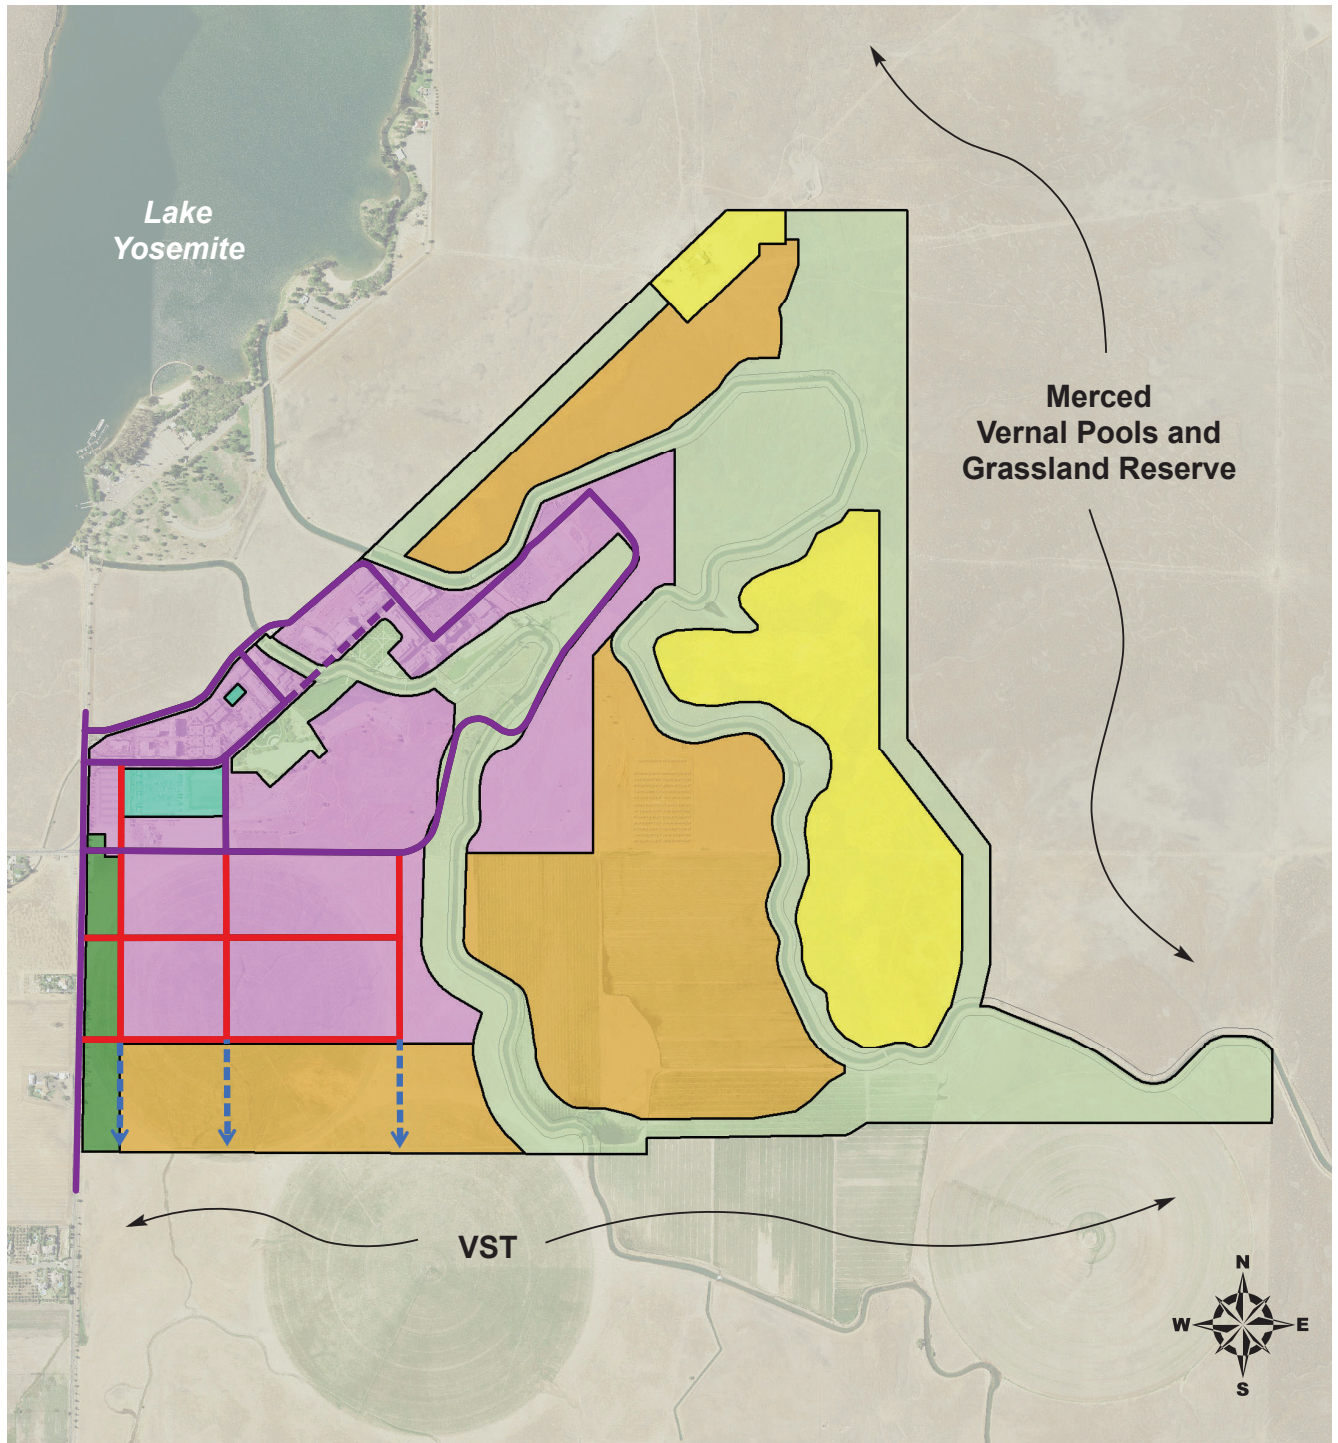 Lake
Yosemite
Merced
Vernal Pools and
Grassland Reserve
VST
N
W E
S